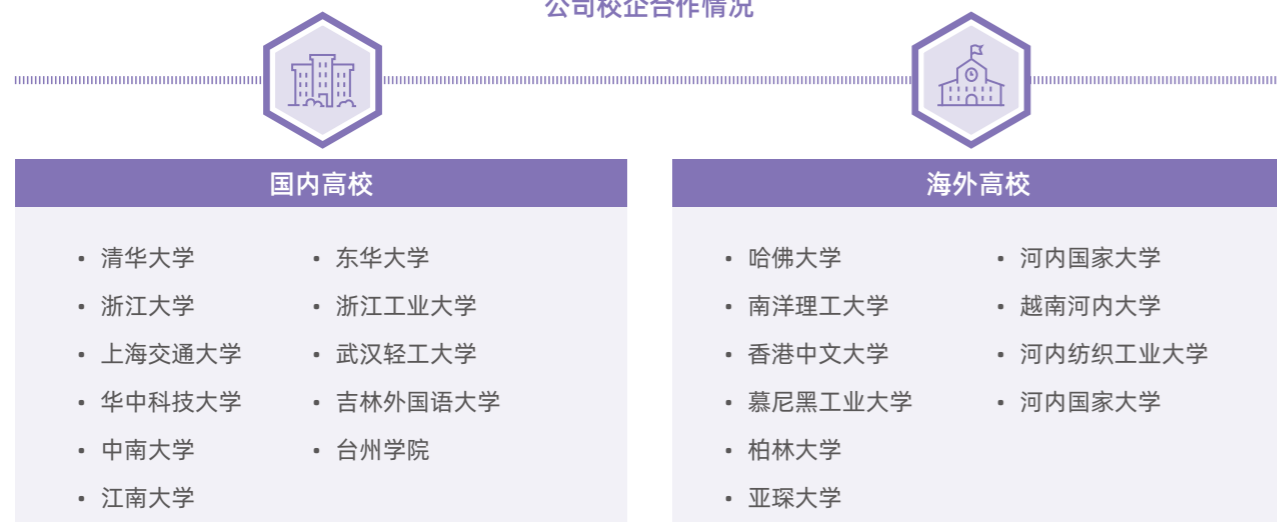 公司校企合作情况
国内高校
• 清华大学
• 浙江大学
• 上海交通大学
• 华中科技大学
• 中南大学
• 江南大学
• 东华大学
• 浙江工业大学
• 武汉轻工大学
• 吉林外国语大学
• 台州学院
海外高校
• 哈佛大学
• 南洋理工大学
• 香港中文大学
• 慕尼黑工业大学
• 柏林大学
• 亚琛大学
• 河内国家大学
• 越南河内大学
• 河内纺织工业大学
• 河内国家大学